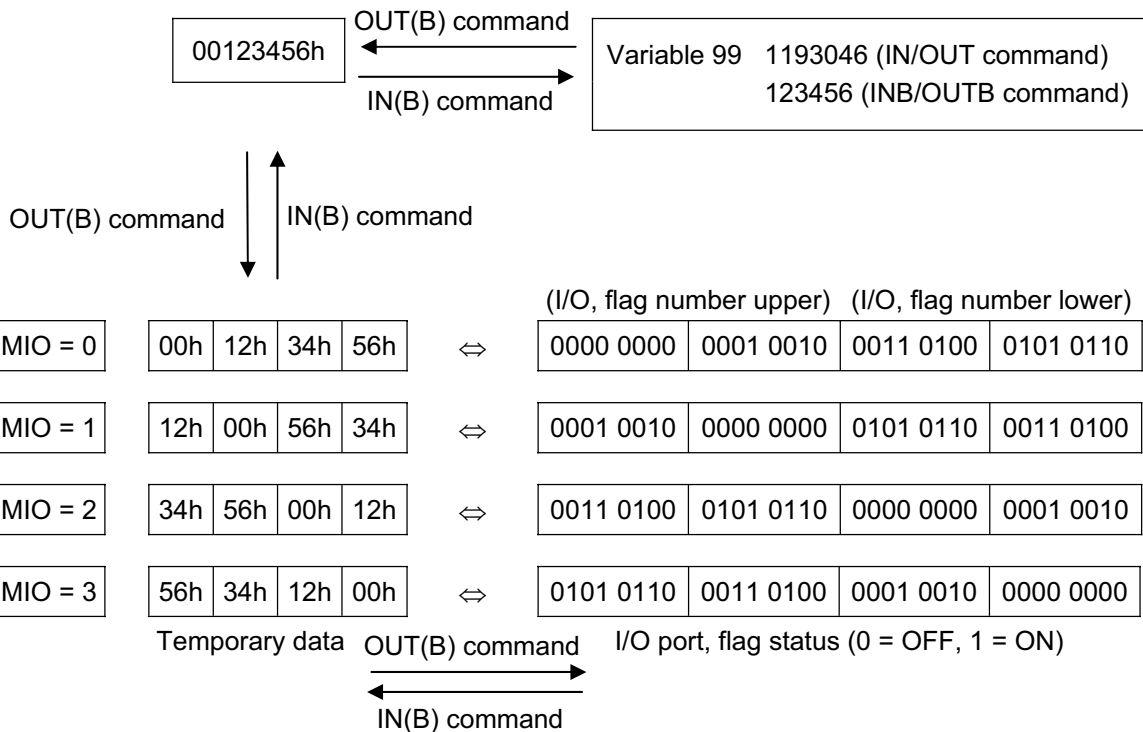 OUT(B) command
00123456h
Variable 99 1193046 (IN/OUT command)
123456 (INB/OUTB command)
IN(B) command
OUT(B) command
IN(B) command
(I/O, flag number upper) (I/O, flag number lower)
MIO = 0 00h 12h 34h 56h ⇔ 0000 0000 0001 0010 0011 0100 0101 0110
MIO = 1 12h 00h 56h 34h ⇔ 0001 0010 0000 0000 0101 0110 0011 0100
MIO = 2 34h 56h 00h 12h ⇔ 0011 0100 0101 0110 0000 0000 0001 0010
MIO = 3 56h 34h 12h 00h ⇔ 0101 0110 0011 0100 0001 0010 0000 0000
Temporary data OUT(B) command I/O port, flag status (0 = OFF, 1 = ON)
IN(B) command